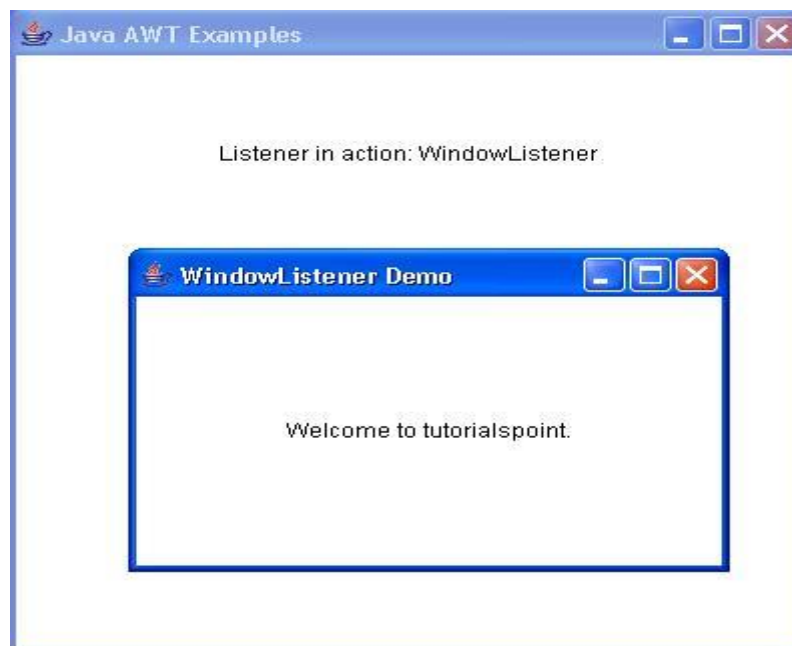 Java AWT Examples
Listener in action: WindowListener
WindowListener Demo
Welcome to tutorialspoint.